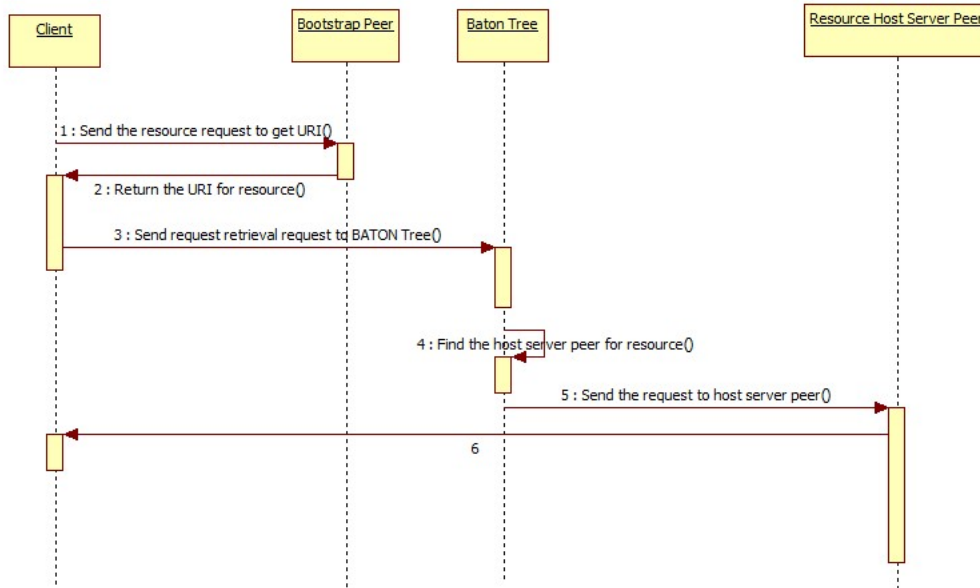 Client
Bootstrap Peer
Baton Tree
Resource Host Server Peer
1 : Send the resource request to get URI()
2 : Return the URI for resource()
3 : Send request retrieval request to BATON Tree()
4 : Find the host server peer for resource()
5 : Send the request to host server peer()
6